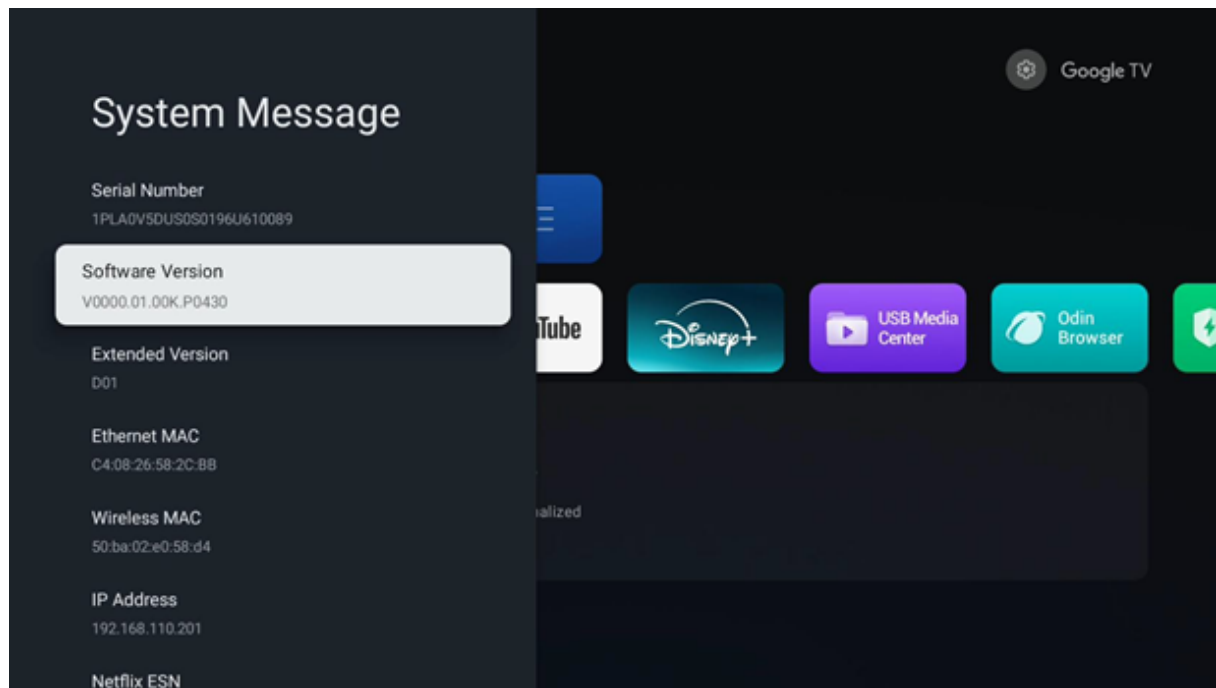 System Message
Google TV
Serial Number
1PLA0V5DUS0S0196U610089
Software Version
V0000.01.00K.P0430
Tube
Disney+
USB Media
Center
Odin
Browser
Extended Version
D01
Ethernet MAC
C4:08:26:58:2C:BB
Wireless MAC
50:ba:02:e0:58:d4
alized
IP Address
192.168.110.201
Netflix ESN